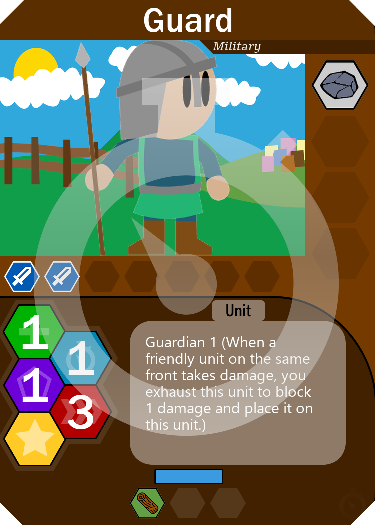 Guard
Military
Unit
1
1
1
3
Guardian 1 (When a
friendly unit on the same
front takes damage, you
exhaust this unit to block
1 damage and place it on
this unit.)